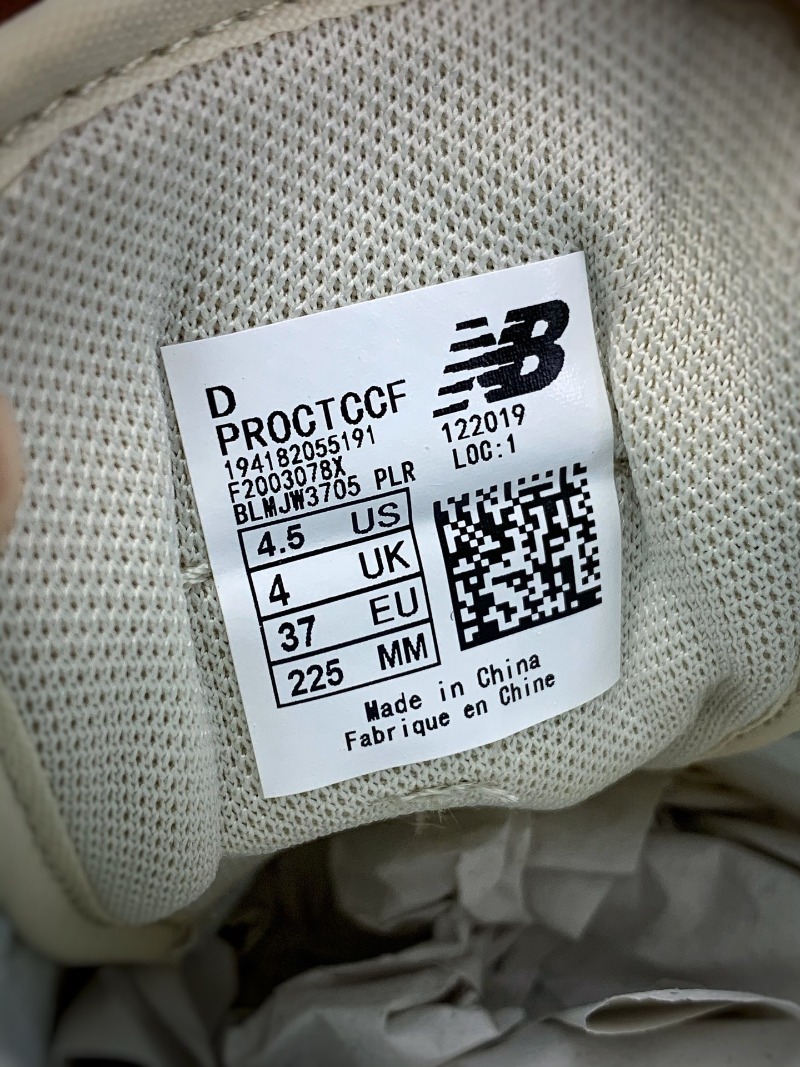 D
PROCTCCF
194182055191
F2003078X
BLMJW3705 PLR
NB
122019
LOC:1
4.5 US
4 UK
37 EU
225 MM
Made in China
Fabrique en Chine